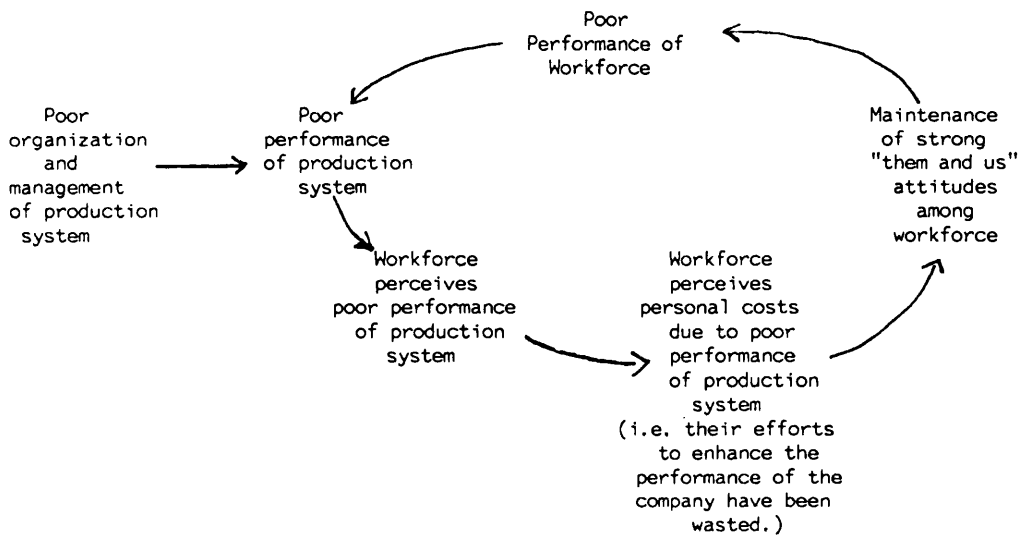 Poor
Performance of
Workforce
Poor
organization
and
management
of production
system
Poor
performance
of production
system
Workforce
perceives
poor performance
of production
system
Workforce
perceives
personal costs
due to poor
performance
of production
system
(i.e. their efforts
to enhance the
performance of the
company have been
wasted.)
Maintenance
of strong
"them and us"
attitudes
among
workforce